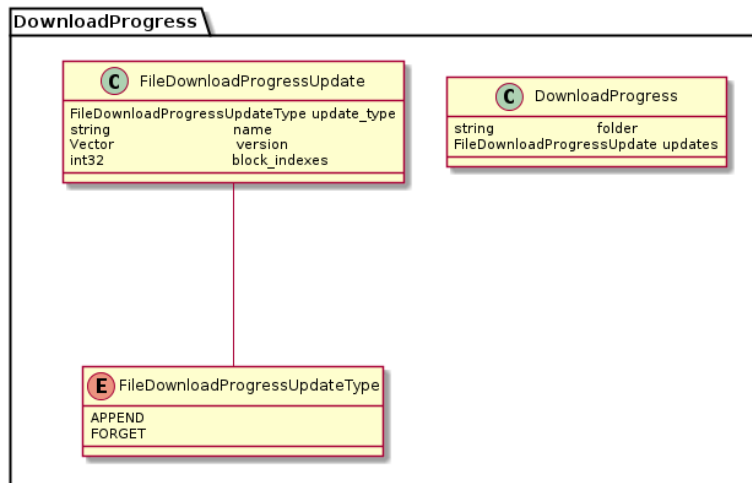 DownloadProgress
C FileDownloadProgressUpdate
FileDownloadProgressUpdateType update_type
string name
Vector version
int32 block_indexes
C DownloadProgress
string folder
FileDownloadProgressUpdate updates
E FileDownloadProgressUpdateType
APPEND
FORGET